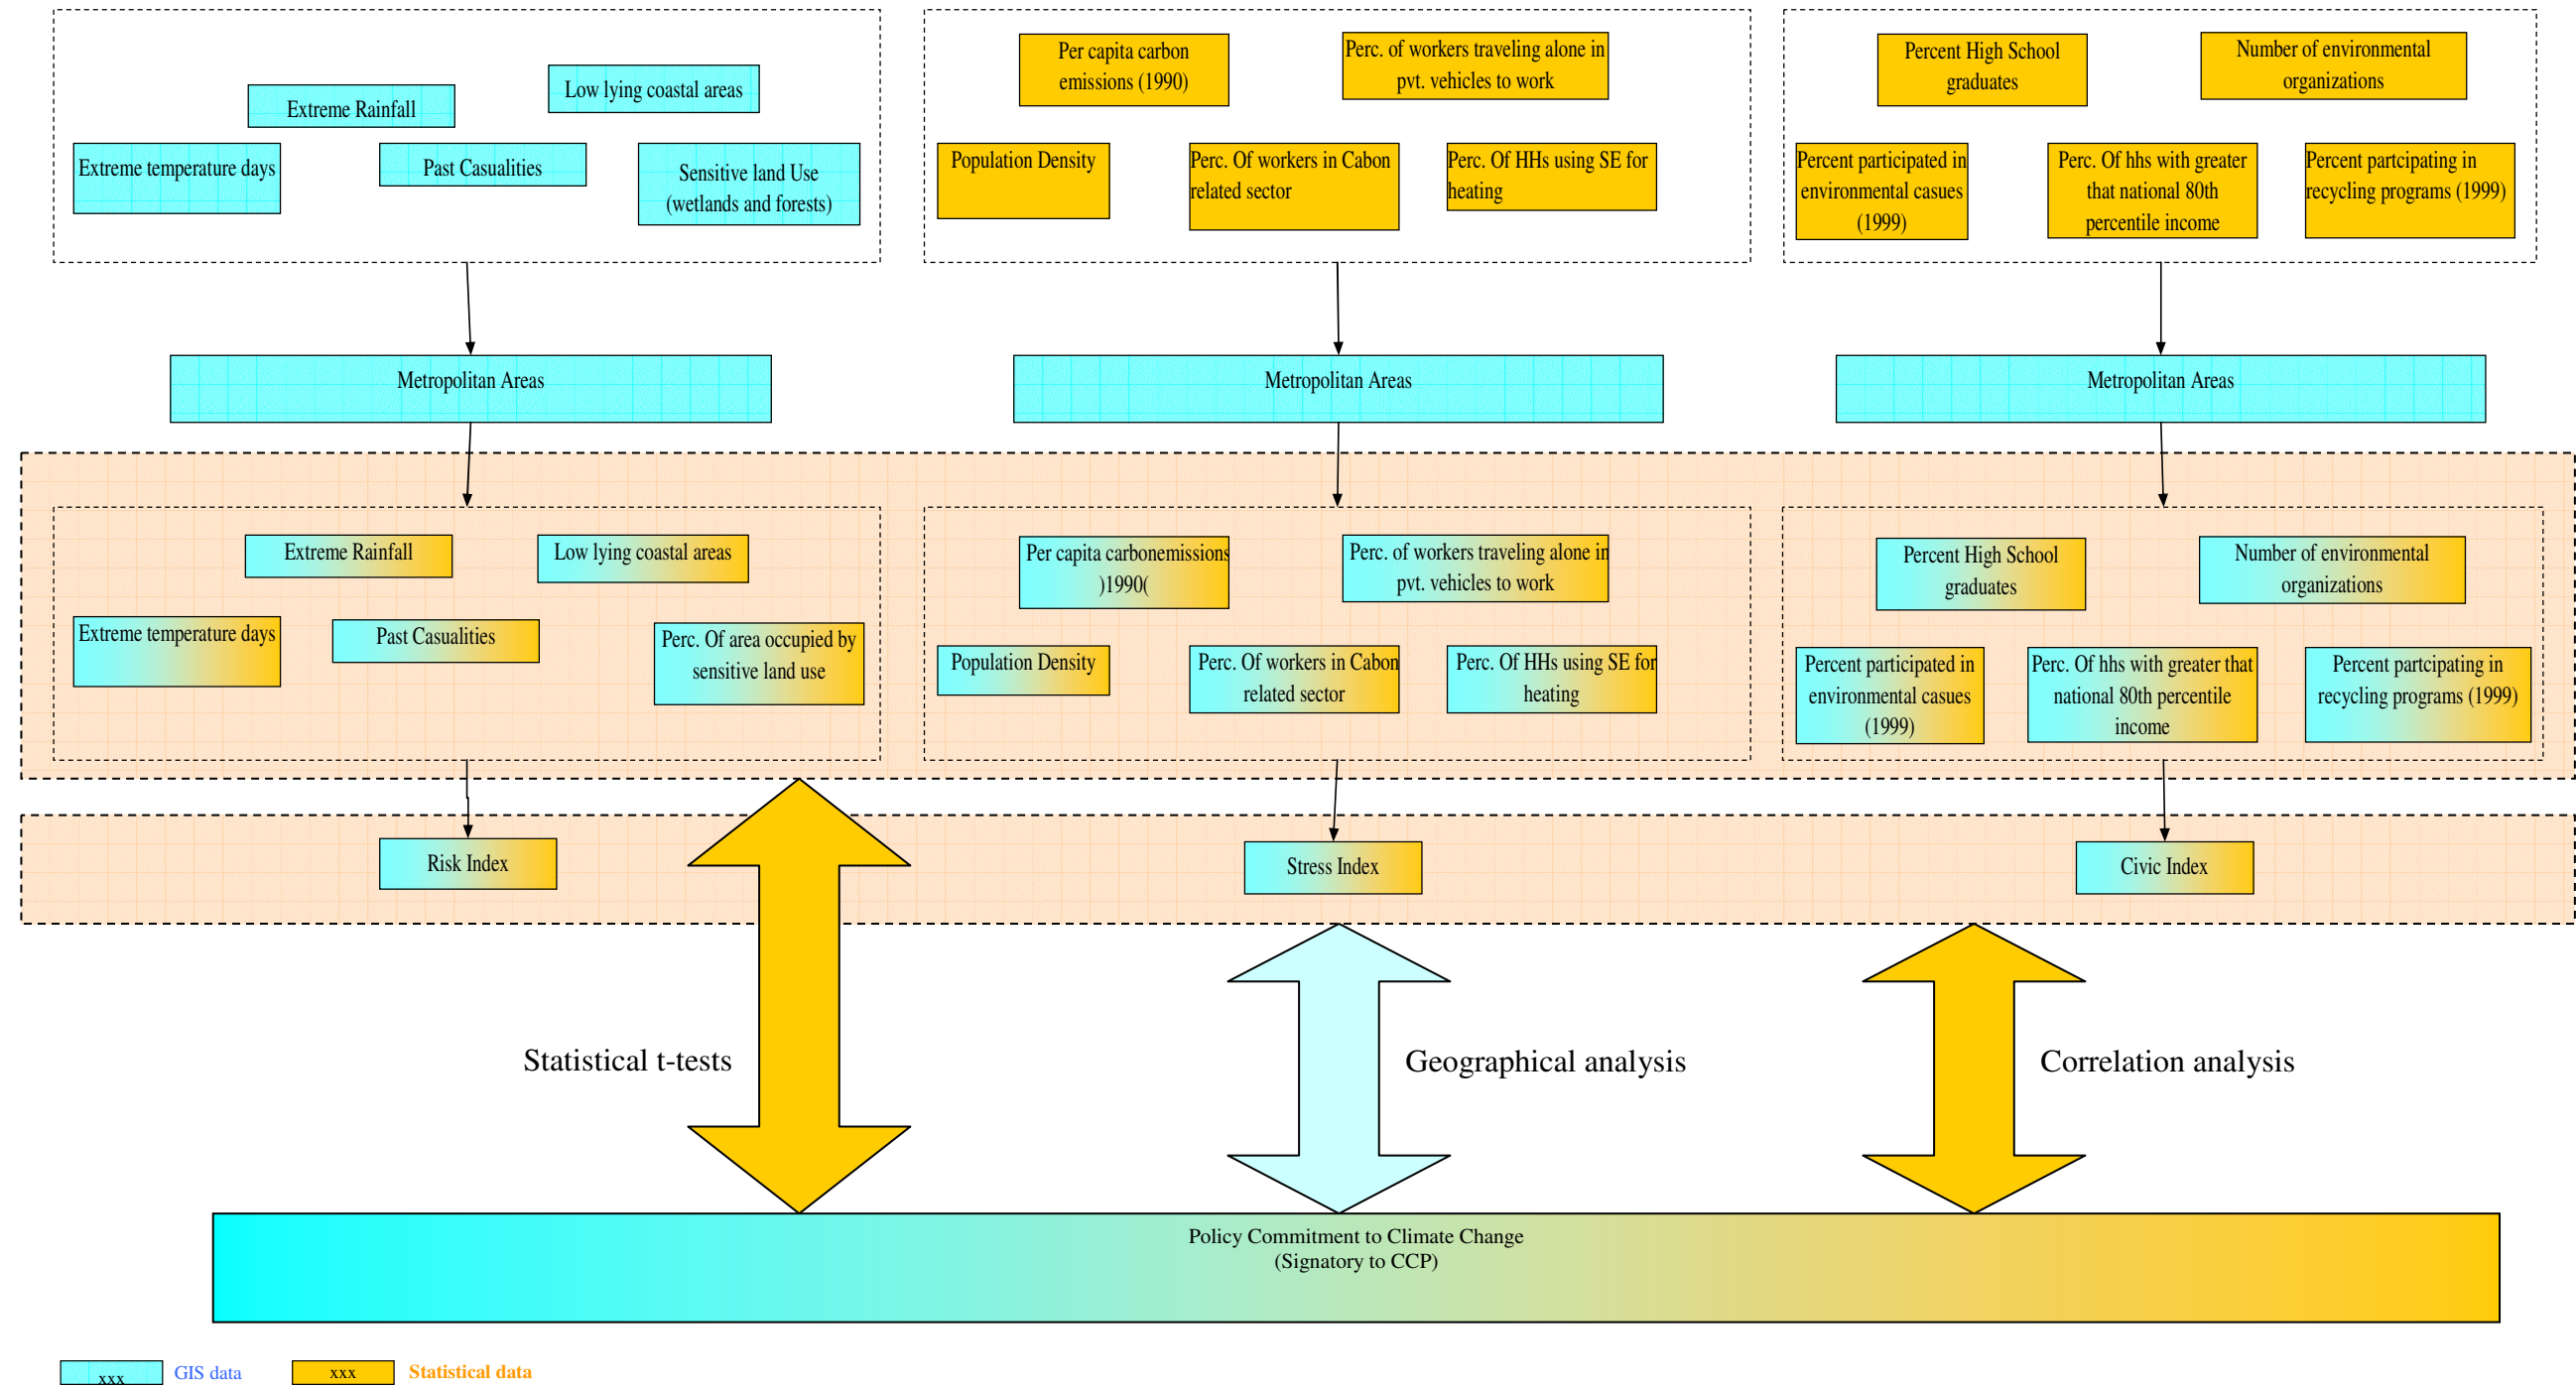 Extreme Rainfall
Low lying coastal areas
Extreme temperature days
Past Casualities
Sensitive land Use
(wetlands and forests)
Per capita carbon
emissions (1990)
Perc. of workers traveling alone in
pvt. vehicles to work
Population Density
Perc. Of workers in Cabon
related sector
Perc. Of HHs using SE for
heating
Percent High School
graduates
Number of environmental
organizations
Percent participated in
environmental casues
(1999)
Perc. Of hhs with greater
that national 80th
percentile income
Percent partcipating in
recycling programs (1999)
Metropolitan Areas
Metropolitan Areas
Metropolitan Areas
Extreme Rainfall
Low lying coastal areas
Extreme temperature days
Past Casualities
Perc. Of area occupied by
sensitive land use
Per capita carbonemissions
)1990(
Perc. of workers traveling alone in
pvt. vehicles to work
Population Density
Perc. Of workers in Cabon
related sector
Perc. Of HHs using SE for
heating
Percent High School
graduates
Number of environmental
organizations
Percent participated in
environmental casues
(1999)
Perc. Of hhs with greater that
national 80th percentile
income
Percent partcipating in
recycling programs (1999)
Risk Index
Stress Index
Civic Index
Statistical t-tests
Geographical analysis
Correlation analysis
Policy Commitment to Climate Change
(Signatory to CCP)
xxx
GIS data
xxx
Statistical data